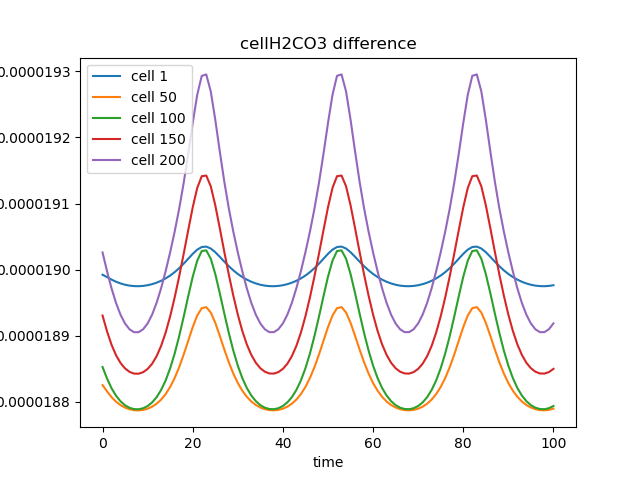 cellH2CO3 difference
cell 1
cell 50
cell 100
cell 150
cell 200
0.0000193
0.0000192
0.0000191
0.0000190
0.0000189
0.0000188
0 20 40 60 80 100
time